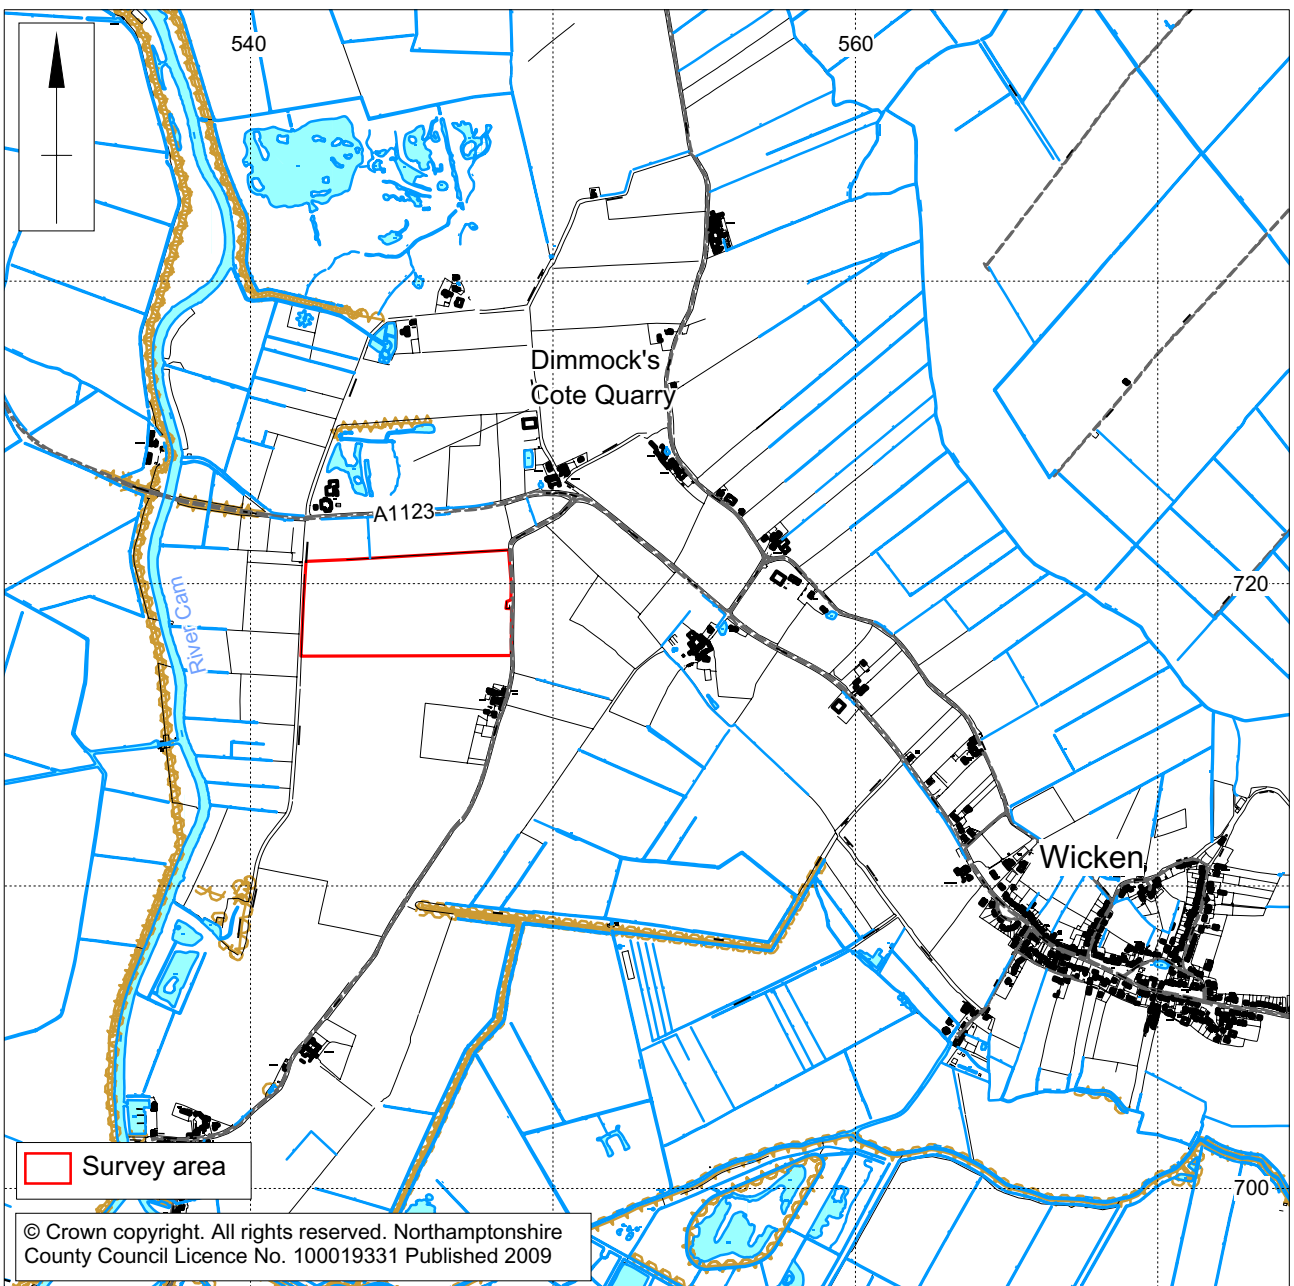 540
560
Dimmock's
Cote Quarry
A1123
720
River Cam
Wicken
Survey area
700
© Crown copyright. All rights reserved. Northamptonshire
County Council Licence No. 100019331 Published 2009